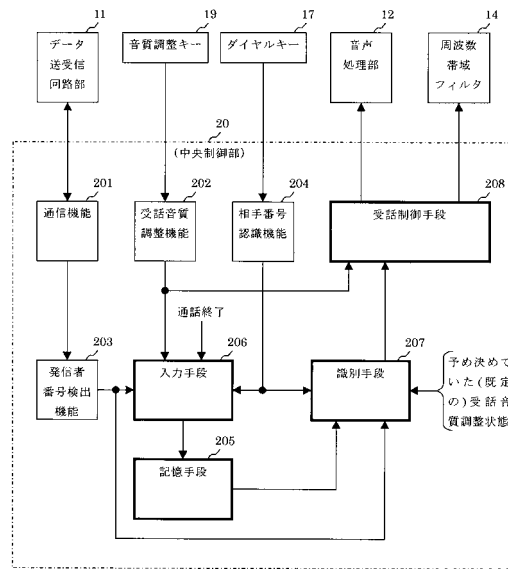 11
19
17
12
14
データ
送受信
回路部
音質調整キー
ダイヤルキー
音声
処理部
周波数
帯域
フィルタ
20
(中央制御部)
201
202
204
208
通信機能
受話音質
調整機能
相手番号
認識機能
受話制御手段
通話終了
203
206
207
発信者
番号検出
機能
入力手段
識別手段
予め決めて
いた(既定
の)受話音
質調整状態
205
記憶手段